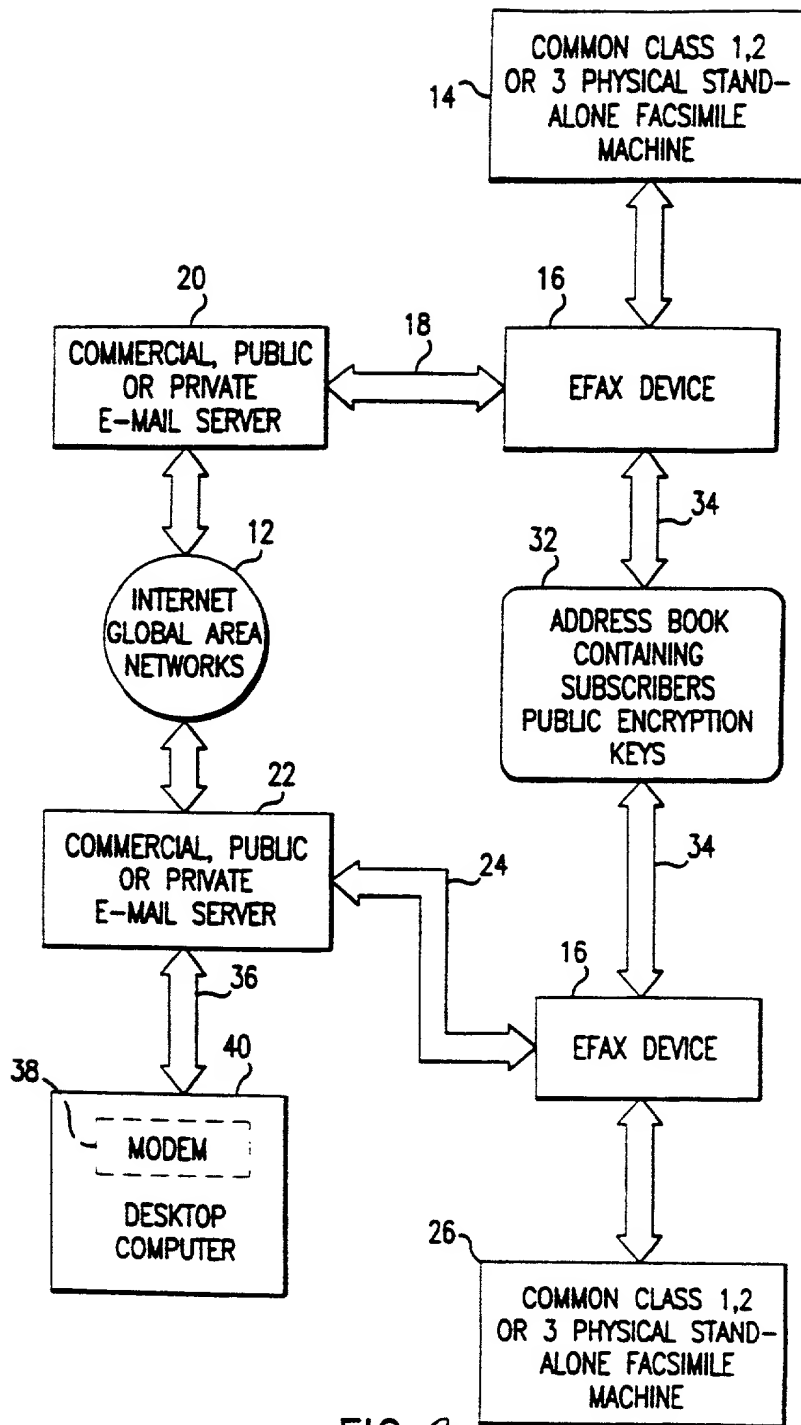 COMMON CLASS 1,2
OR 3 PHYSICAL STAND-
ALONE FACSIMILE
MACHINE
14
20
COMMERCIAL, PUBLIC
OR PRIVATE
E-MAIL SERVER
18
16
EFAX DEVICE
34
12
INTERNET
GLOBAL AREA
NETWORKS
32
ADDRESS BOOK
CONTAINING
SUBSCRIBERS
PUBLIC ENCRYPTION
KEYS
22
COMMERCIAL, PUBLIC
OR PRIVATE
E-MAIL SERVER
24
34
36
16
EFAX DEVICE
38
40
MODEM
DESKTOP
COMPUTER
26
COMMON CLASS 1,2
OR 3 PHYSICAL STAND-
ALONE FACSIMILE
MACHINE
FIG.